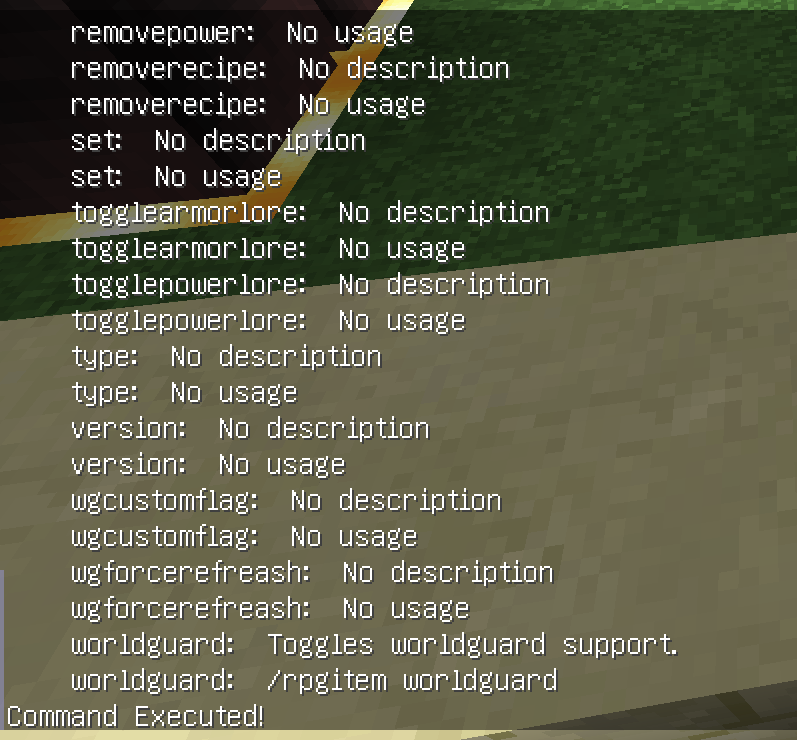 removepower: No usage
removerecipe: No description
removerecipe: No usage
set: No description
set: No usage
togglearmorlore: No description
togglearmorlore: No usage
togglepowerlore: No description
togglepowerlore: No usage
type: No description
type: No usage
version: No description
version: No usage
wgcustomflag: No description
wgcustomflag: No usage
wgforcerefreash: No description
wgforcerefreash: No usage
worldguard: Toggles worldguard support.
worldguard: /rpgitem worldguard
Command Executed!